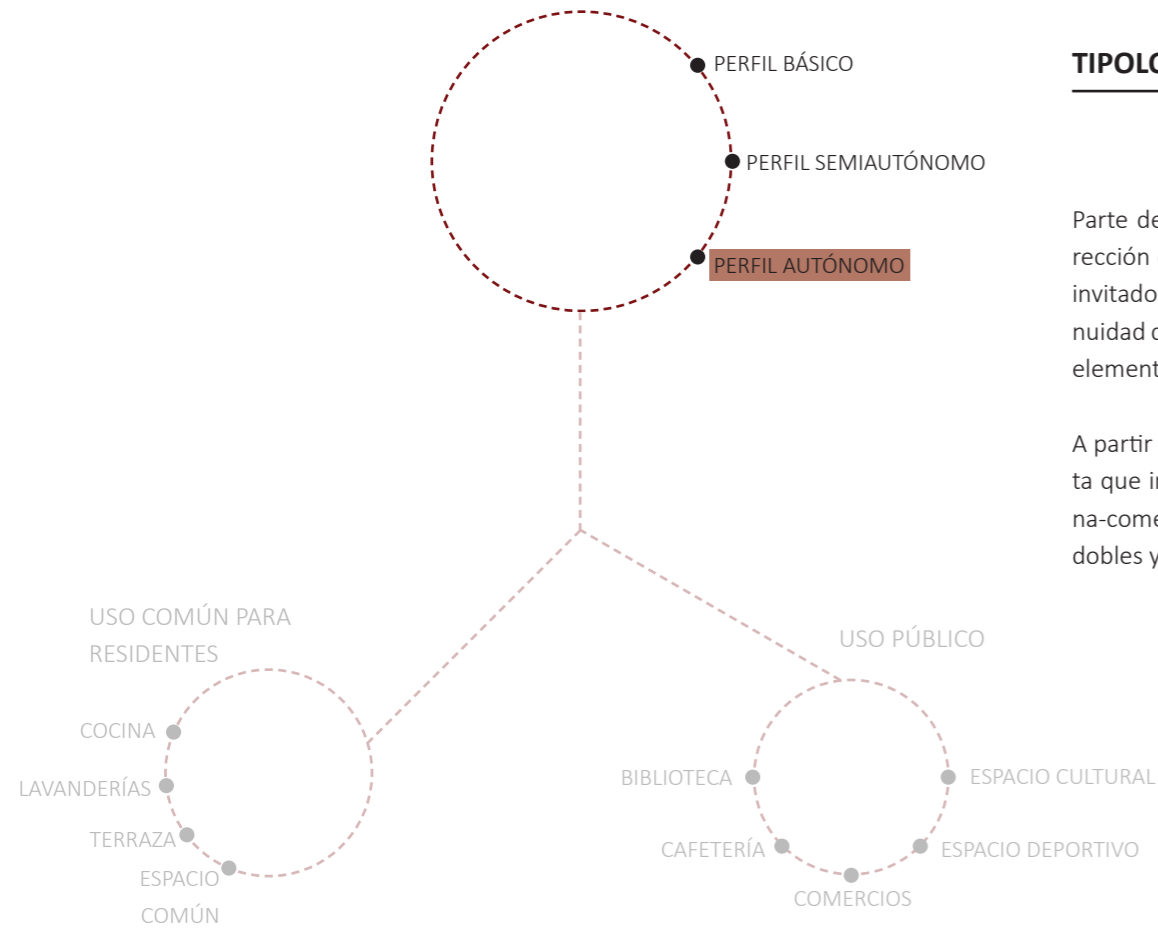 PERFIL BÁSICO
PERFIL SEMIAUTÓNOMO
PERFIL AUTÓNOMO
USO COMÚN PARA
RESIDENTES
COCINA
LAVANDERÍAS
TERRAZA
ESPACIO
COMÚN
USO PÚBLICO
BIBLIOTECA
CAFETERÍA
COMERCIOS
ESPACIO DEPORTIVO
ESPACIO CULTURAL
TIPOLO
Parte de
rección
invitado
nuidad
element
A partir
ta que
na-come
dobles y